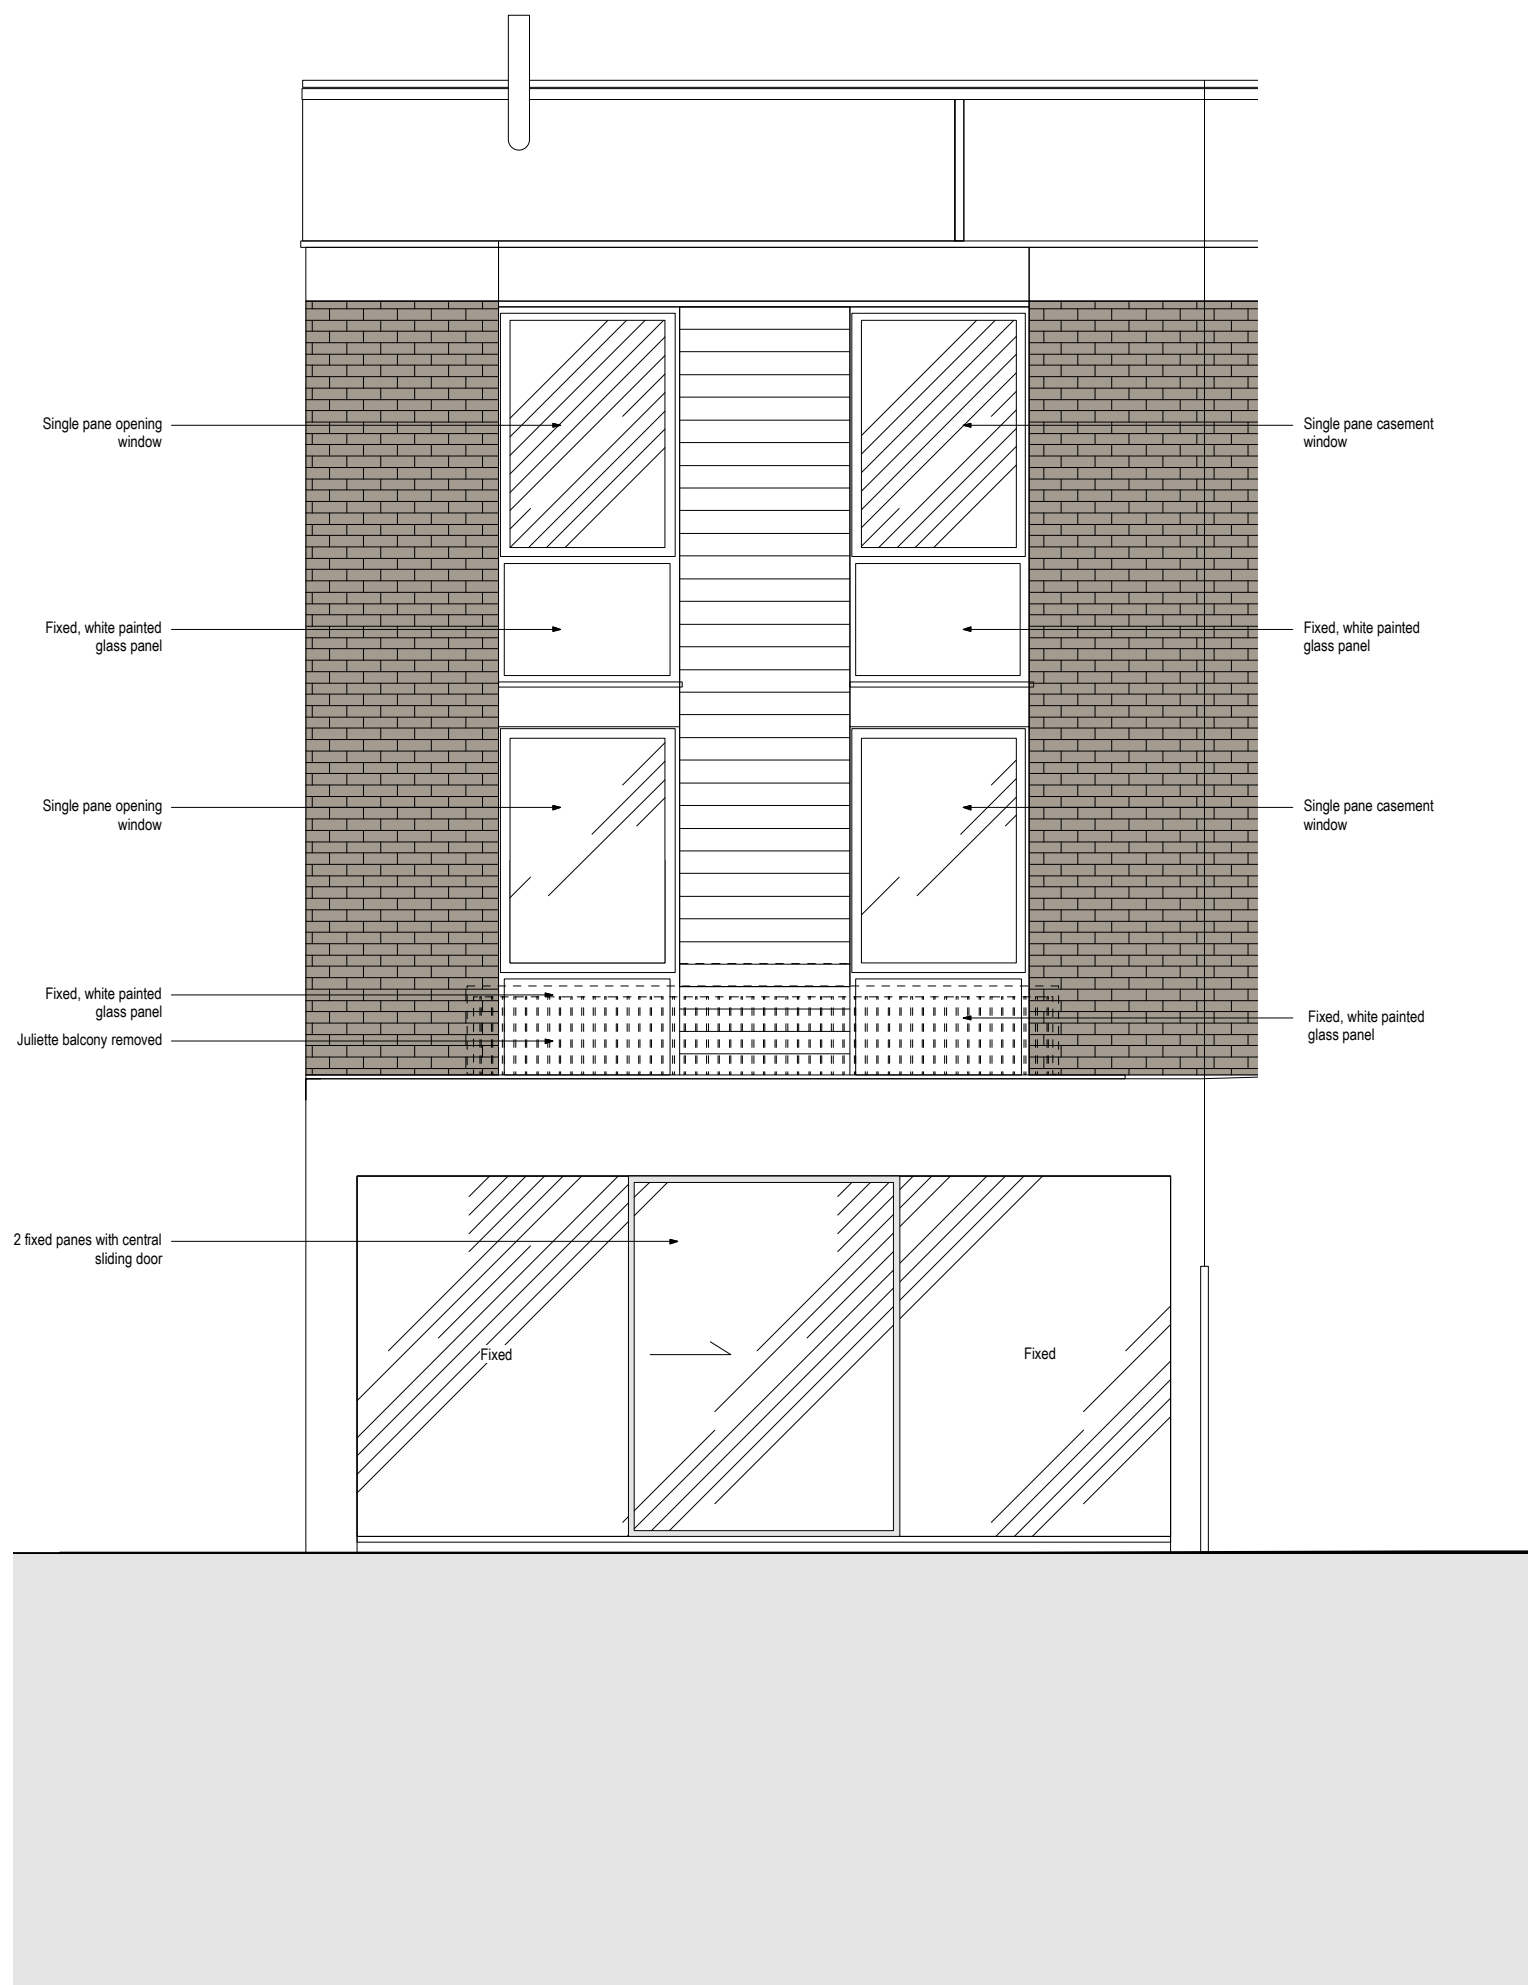 Single pane opening
window
Single pane casement
window
Fixed, white painted
glass panel
Fixed, white painted
glass panel
Single pane opening
window
Single pane casement
window
Fixed, white painted
glass panel
Juliette balcony removed
Fixed, white painted
glass panel
2 fixed panes with central
sliding door
Fixed
Fixed